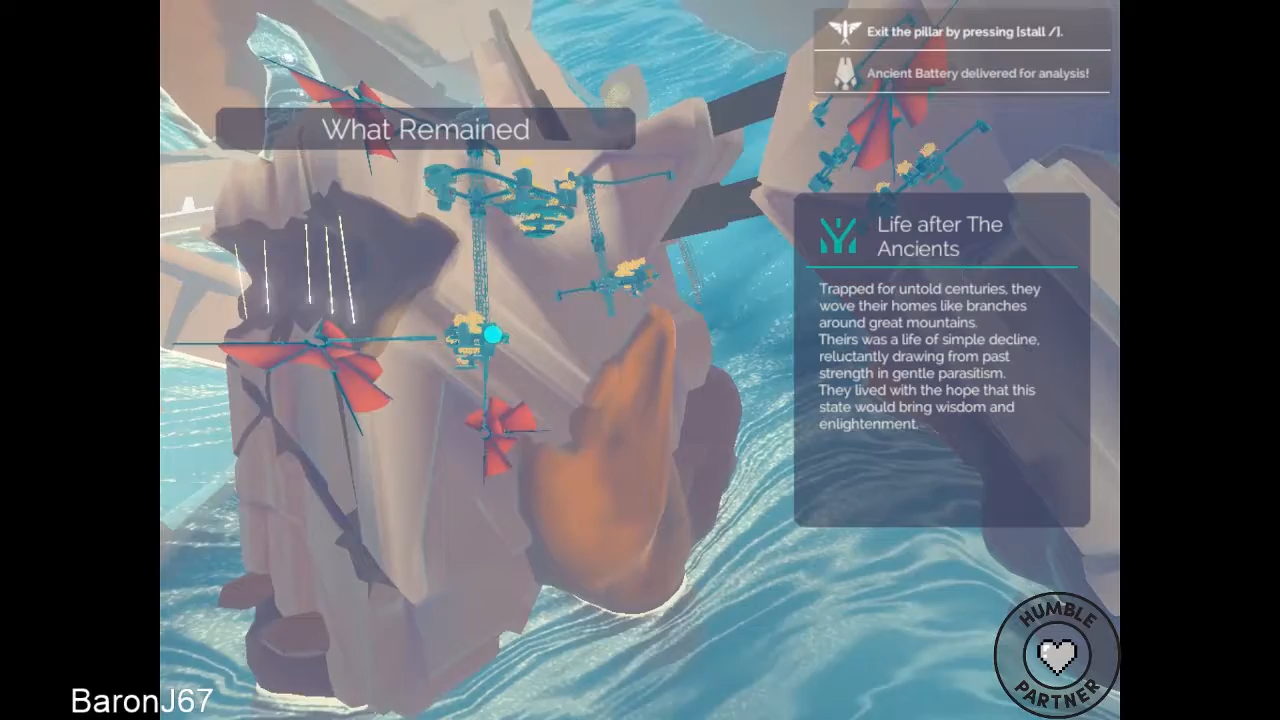 Exit the pillar by pressing [stall /].
Ancient Battery delivered for analysis!
What Remained
Life after The
Ancients
Trapped for untold centuries, they
wove their homes like branches
around great mountains.
Theirs was a life of simple decline,
reluctantly drawing from past
strength in gentle parasitism.
They lived with the hope that this
state would bring wisdom and
enlightenment.
HUMBLE
PARTNER
BaronJ67